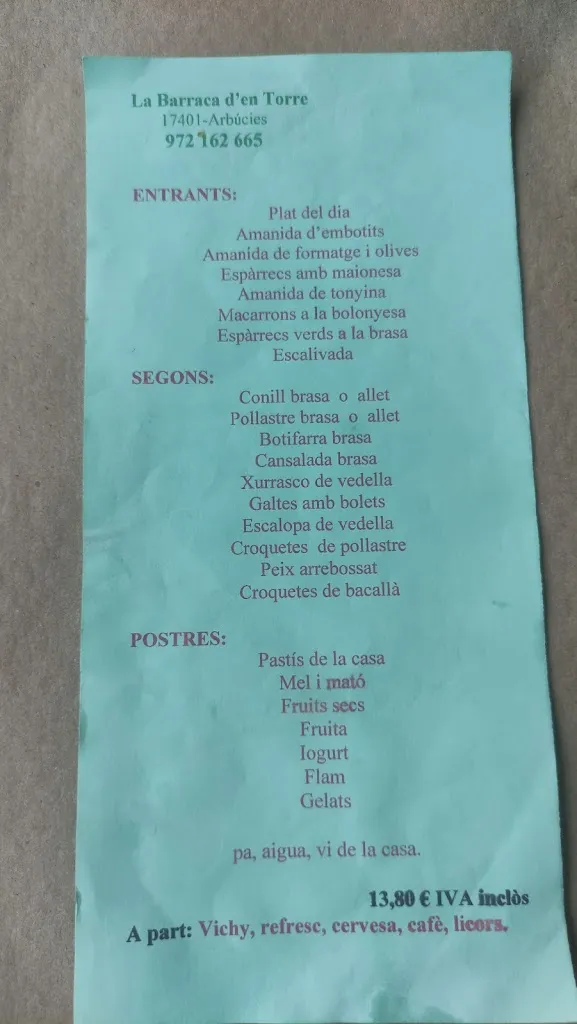 La Barraca d'en Torre
17401-Arbúcies
972 162 665
ENTRANTS:
Plat del dia
Amanida d'embotits
Amanida de formatge i olives
Espàrrecs amb maionesa
Amanida de tonyina
Macarrons a la bolonyesa
Espàrrecs verds a la brasa
Escalivada
SEGONS:
Conill brasa o allet
Pollastre brasa o allet
Botifarra brasa
Cansalada brasa
Xurrasco de vedella
Galtes amb bolets
Escalopa de vedella
Croquetes de pollastre
Peix arrebossat
Croquetes de bacallà
POSTRES:
Pastís de la casa
Mel i mató
Fruits secs
Fruita
Iogurt
Flam
Gelats
pa, aigua, vi de la casa.
13,80 € IVA inclòs
A part: Vichy, refresc, cervesa, cafè, licors.